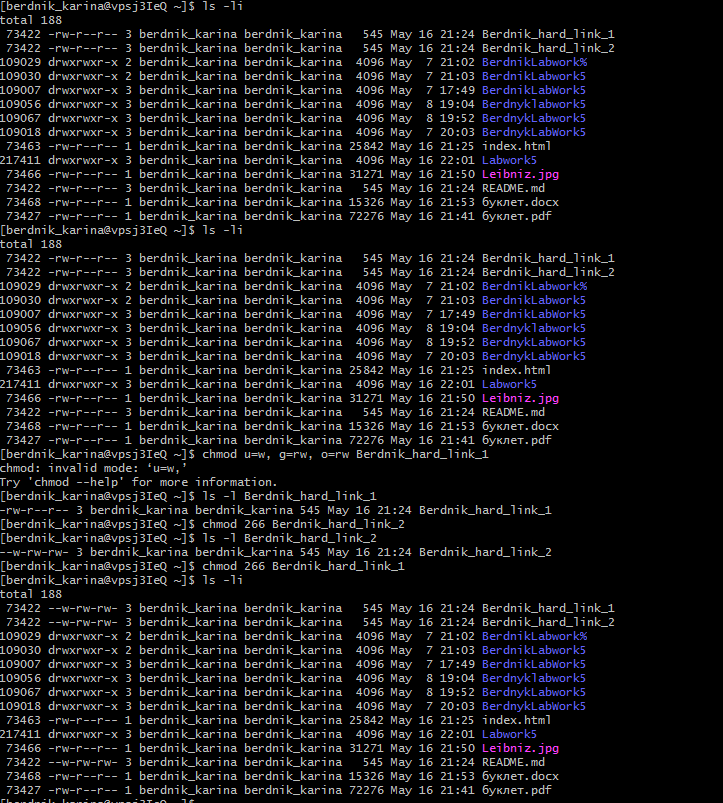 [berdnik_karina@vpsj3IeQ ~]$ ls -li
total 188
 73422 -rw-r--r-- 3 berdnik_karina berdnik_karina   545 May 16 21:24 Berdnik_hard_link_1
 73422 -rw-r--r-- 3 berdnik_karina berdnik_karina   545 May 16 21:24 Berdnik_hard_link_2
109029 drwxrwxr-x 2 berdnik_karina berdnik_karina  4096 May  7 21:02 BerdnikLabwork%
109030 drwxrwxr-x 2 berdnik_karina berdnik_karina  4096 May  7 21:03 BerdnikLabwork5
109007 drwxrwxr-x 3 berdnik_karina berdnik_karina  4096 May  7 17:49 BerdnikLabwork5
109056 drwxrwxr-x 3 berdnik_karina berdnik_karina  4096 May  8 19:04 Berdnyklabwork5
109067 drwxrwxr-x 3 berdnik_karina berdnik_karina  4096 May  8 19:52 BerdnykLabwork5
109018 drwxrwxr-x 2 berdnik_karina berdnik_karina  4096 May  7 20:03 BerdnikLabwork5
 73463 -rw-r--r-- 1 berdnik_karina berdnik_karina 25842 May 16 21:25 index.html
217411 drwxrwxr-x 4 berdnik_karina berdnik_karina  4096 May 16 22:01 Labwork5
 73466 -rw-r--r-- 1 berdnik_karina berdnik_karina 31271 May 16 21:50 Leibniz.jpg
 73422 -rw-r--r-- 3 berdnik_karina berdnik_karina   545 May 16 21:24 README.md
 73468 -rw-r--r-- 1 berdnik_karina berdnik_karina 15326 May 16 21:53 буклет.docx
 73427 -rw-r--r-- 1 berdnik_karina berdnik_karina 72276 May 16 21:41 буклет.pdf
[berdnik_karina@vpsj3IeQ ~]$ ls -li
total 188
 73422 -rw-r--r-- 3 berdnik_karina berdnik_karina   545 May 16 21:24 Berdnik_hard_link_1
 73422 -rw-r--r-- 3 berdnik_karina berdnik_karina   545 May 16 21:24 Berdnik_hard_link_2
109029 drwxrwxr-x 2 berdnik_karina berdnik_karina  4096 May  7 21:02 BerdnikLabwork%
109030 drwxrwxr-x 2 berdnik_karina berdnik_karina  4096 May  7 21:03 BerdnikLabwork5
109007 drwxrwxr-x 3 berdnik_karina berdnik_karina  4096 May  7 17:49 BerdnikLabwork5
109056 drwxrwxr-x 3 berdnik_karina berdnik_karina  4096 May  8 19:04 Berdnyklabwork5
109067 drwxrwxr-x 3 berdnik_karina berdnik_karina  4096 May  8 19:52 BerdnykLabwork5
109018 drwxrwxr-x 3 berdnik_karina berdnik_karina  4096 May  7 20:03 BerdnikLabwork5
 73463 -rw-r--r-- 1 berdnik_karina berdnik_karina 25842 May 16 21:25 index.html
217411 drwxrwxr-x 4 berdnik_karina berdnik_karina  4096 May 16 22:01 Labwork5
 73466 -rw-r--r-- 1 berdnik_karina berdnik_karina 31271 May 16 21:50 Leibniz.jpg
 73422 -rw-r--r-- 3 berdnik_karina berdnik_karina   545 May 16 21:24 README.md
 73468 -rw-r--r-- 1 berdnik_karina berdnik_karina 15326 May 16 21:53 буклет.docx
 73427 -rw-r--r-- 1 berdnik_karina berdnik_karina 72276 May 16 21:41 буклет.pdf
[berdnik_karina@vpsj3IeQ ~]$ chmod u=w, g=rw, o=rw Berdnik_hard_link_1
chmod: invalid mode: ‘u=w,’
Try 'chmod --help' for more information.
[berdnik_karina@vpsj3IeQ ~]$ ls -l Berdnik_hard_link_1
-rw-r--r-- 3 berdnik_karina berdnik_karina 545 May 16 21:24 Berdnik_hard_link_1
[berdnik_karina@vpsj3IeQ ~]$ chmod 266 Berdnik_hard_link_2
[berdnik_karina@vpsj3IeQ ~]$ ls -l Berdnik_hard_link_2
--w-rw-rw- 3 berdnik_karina berdnik_karina 545 May 16 21:24 Berdnik_hard_link_2
[berdnik_karina@vpsj3IeQ ~]$ chmod 266 Berdnik_hard_link_1
[berdnik_karina@vpsj3IeQ ~]$ ls -li
total 188
 73422 --w-rw-rw- 3 berdnik_karina berdnik_karina   545 May 16 21:24 Berdnik_hard_link_1
 73422 --w-rw-rw- 3 berdnik_karina berdnik_karina   545 May 16 21:24 Berdnik_hard_link_2
109029 drwxrwxr-x 2 berdnik_karina berdnik_karina  4096 May  7 21:02 BerdnikLabwork%
109030 drwxrwxr-x 2 berdnik_karina berdnik_karina  4096 May  7 21:03 BerdnikLabwork5
109007 drwxrwxr-x 3 berdnik_karina berdnik_karina  4096 May  7 17:49 BerdnikLabwork5
109056 drwxrwxr-x 3 berdnik_karina berdnik_karina  4096 May  8 19:04 Berdnyklabwork5
109067 drwxrwxr-x 3 berdnik_karina berdnik_karina  4096 May  8 19:52 BerdnykLabwork5
109018 drwxrwxr-x 3 berdnik_karina berdnik_karina  4096 May  7 20:03 BerdnikLabwork5
 73463 -rw-r--r-- 1 berdnik_karina berdnik_karina 25842 May 16 21:25 index.html
217411 drwxrwxr-x 4 berdnik_karina berdnik_karina  4096 May 16 22:01 Labwork5
 73466 -rw-r--r-- 1 berdnik_karina berdnik_karina 31271 May 16 21:50 Leibniz.jpg
 73422 --w-rw-rw- 3 berdnik_karina berdnik_karina   545 May 16 21:24 README.md
 73468 -rw-r--r-- 1 berdnik_karina berdnik_karina 15326 May 16 21:53 буклет.docx
 73427 -rw-r--r-- 1 berdnik_karina berdnik_karina 72276 May 16 21:41 буклет.pdf
[berdnik_karina@vpsj3IeQ ~]$